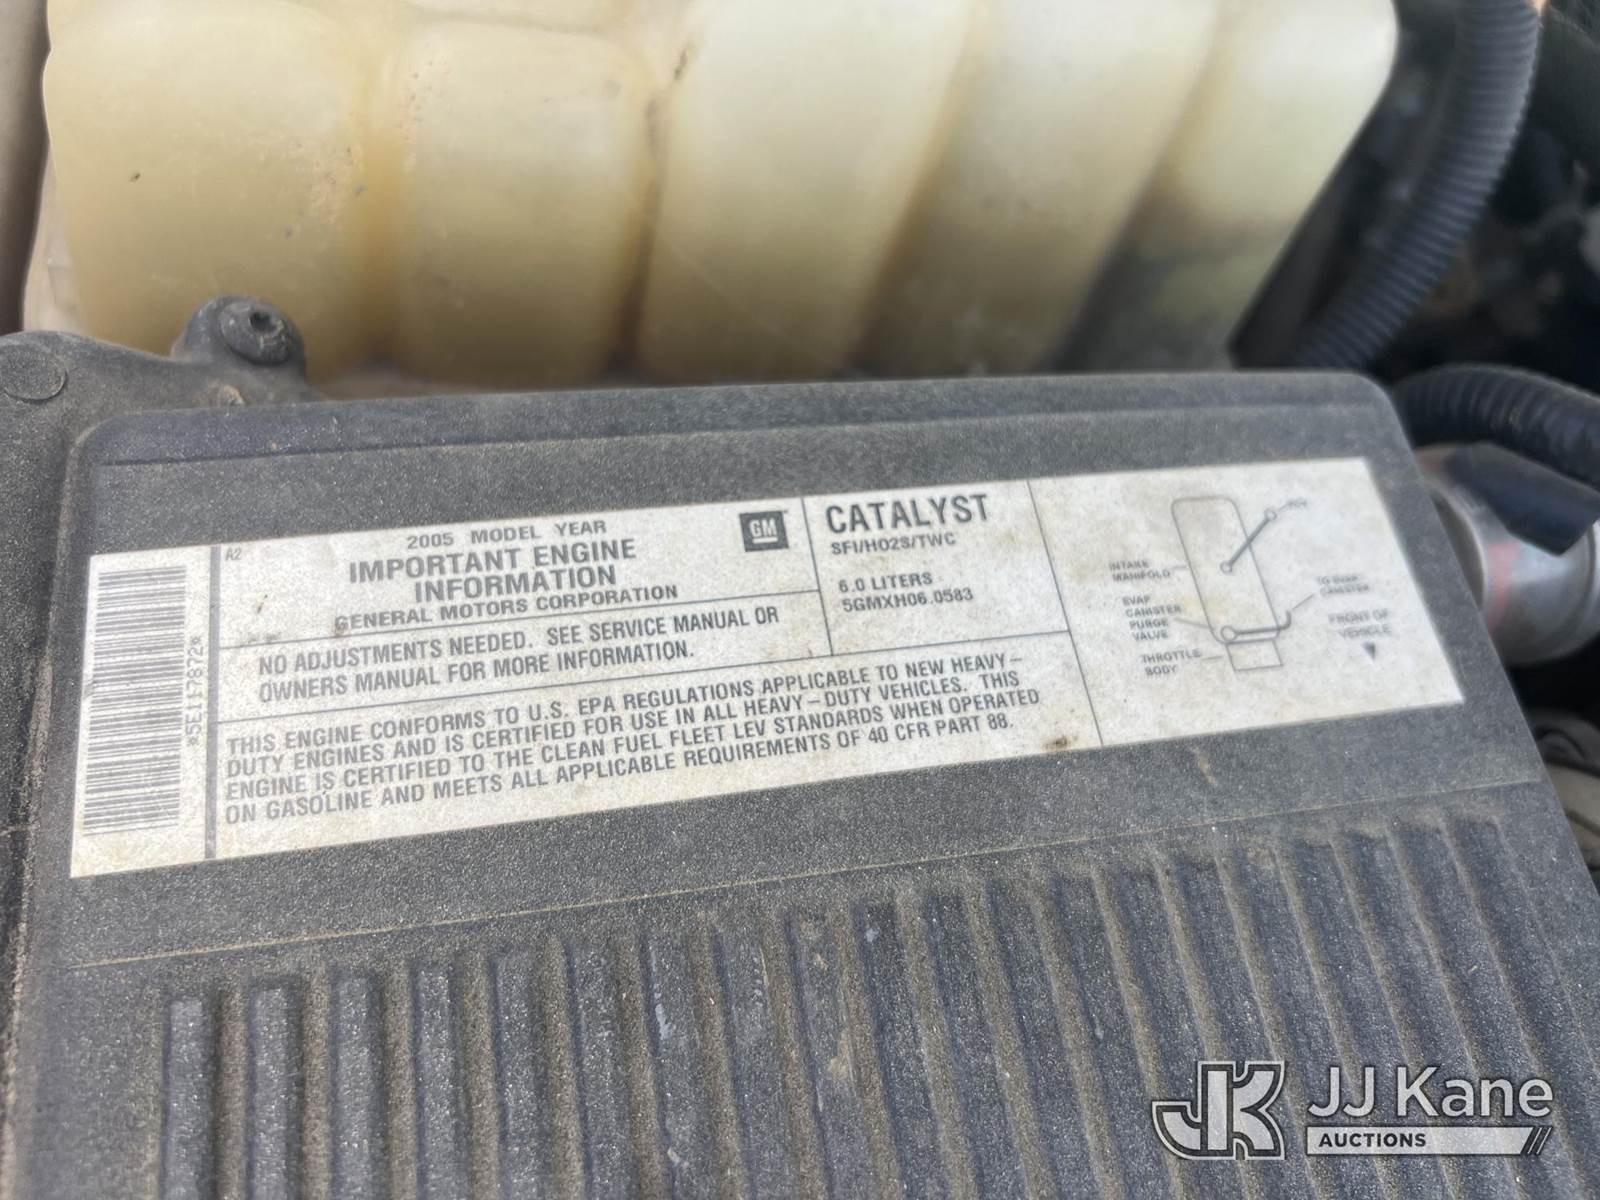 *5E117872*
A2
2005 MODEL YEAR
IMPORTANT ENGINE
INFORMATION
GENERAL MOTORS CORPORATION
GM
NO ADJUSTMENTS NEEDED. SEE SERVICE MANUAL OR
OWNERS MANUAL FOR MORE INFORMATION.
CATALYST
SFI/HO2S/TWC
6.0 LITERS
5GMXH06.0583
THIS ENGINE CONFORMS TO U.S. EPA REGULATIONS APPLICABLE TO NEW HEAVY-
DUTY ENGINES AND IS CERTIFIED FOR USE IN ALL HEAVY-DUTY VEHICLES. THIS
ENGINE IS CERTIFIED TO THE CLEAN FUEL FLEET LEV STANDARDS WHEN OPERATED
ON GASOLINE AND MEETS ALL APPLICABLE REQUIREMENTS OF 40 CFR PART 88.
INTAKE
MANIFOLD
EVAP
CANISTER
PURGE
VALVE
THROTTLE
BODY
TO EVAP
CANISTER
FRONT OF
VEHICLE
JK
JJ Kane
AUCTIONS